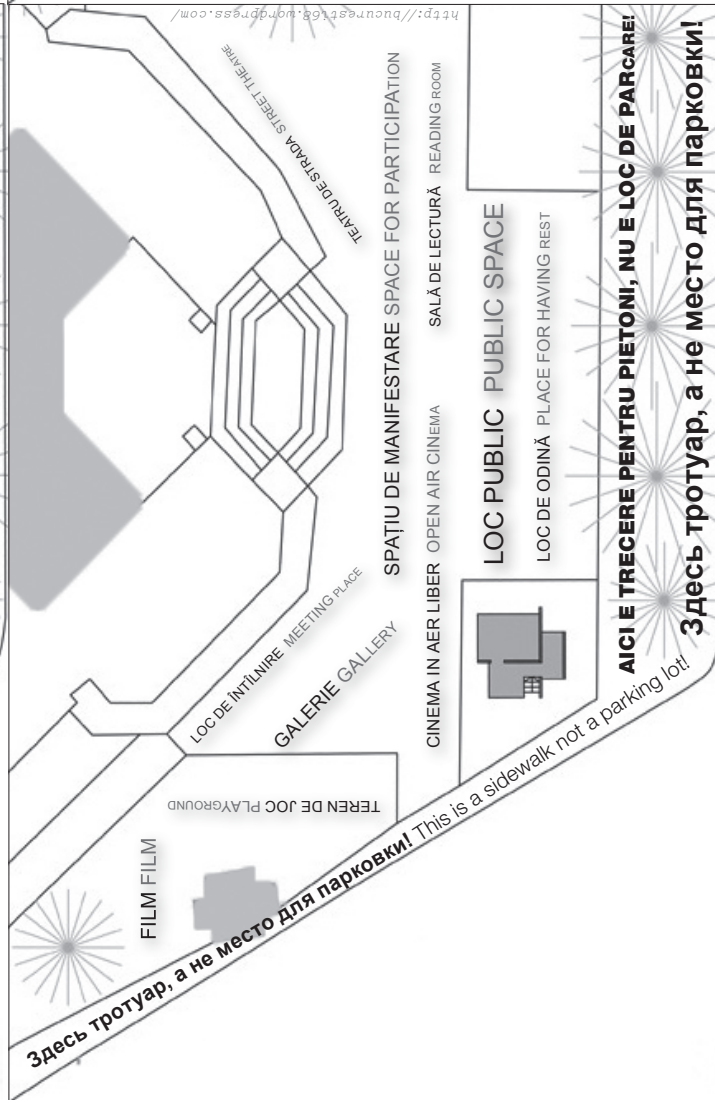 http://bucuresti68.wordpress.com/
TEATRU DE STRADA STREET THEATRE
SPAȚIU DE MANIFESTARE SPACE FOR PARTICIPATION
SALĂ DE LECTURĂ READING ROOM
CINEMA IN AER LIBER OPEN AIR CINEMA
LOC PUBLIC PUBLIC SPACE
LOC DE ODINĂ PLACE FOR HAVING REST
AICI E TRECERE PENTRU PIETONI, NU E LOC DE PARCARE!
Здесь тротуар, а не место для парковки!
LOC DE ÎNTÎLNIRE MEETING PLACE
GALERIE GALLERY
TEREN DE JOC PLAYGROUND
FILM FILM
Здесь тротуар, а не место для парковки! This is a sidewalk not a parking lot!